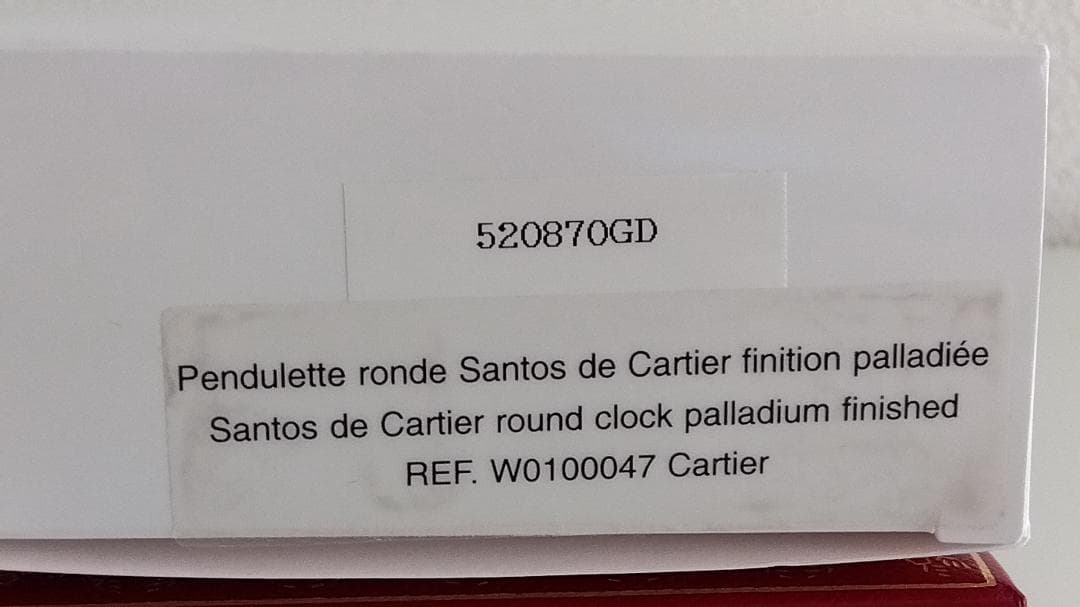 520870GD
Pendulette ronde Santos de Cartier finition palladiée
Santos de Cartier round clock palladium finished
REF. W0100047 Cartier